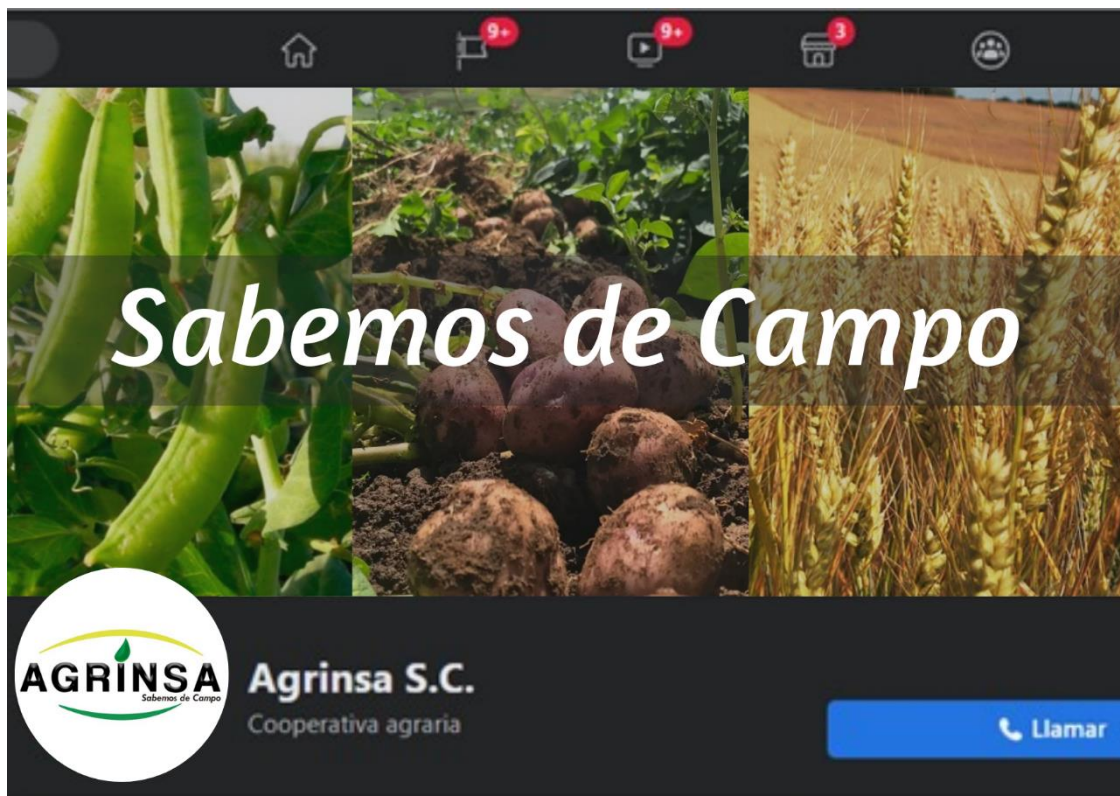 9+ 9+ 3
Sabemos de Campo
AGRINSA
Sabemos de Campo
Agrinsa S.C.
Cooperativa agraria
Llamar